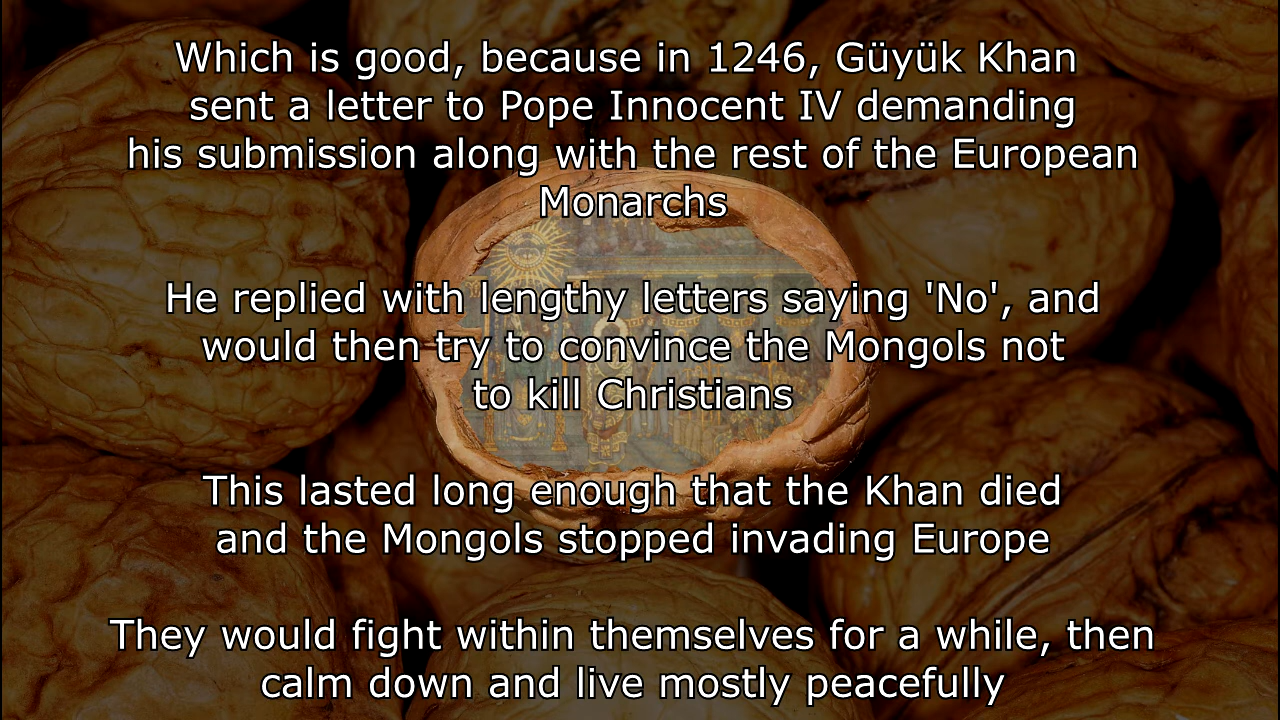 Which is good, because in 1246, Güyük Khan
sent a letter to Pope Innocent IV demanding
his submission along with the rest of the European
Monarchs
He replied with lengthy letters saying 'No', and
would then try to convince the Mongols not
to kill Christians
This lasted long enough that the Khan died
and the Mongols stopped invading Europe
They would fight within themselves for a while, then
calm down and live mostly peacefully